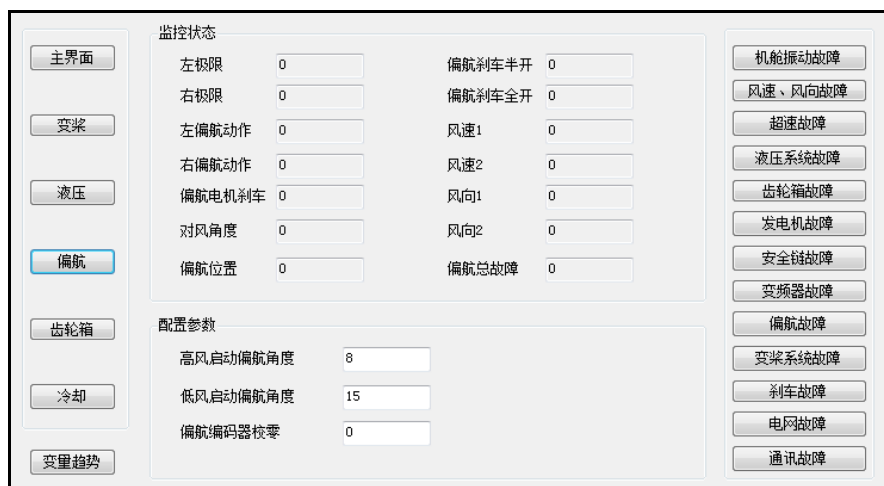 主界面
变桨
液压
偏航
齿轮箱
冷却
变量趋势
监控状态
左极限 0 偏航刹车半开 0
右极限 0 偏航刹车全开 0
左偏航动作 0 风速1 0
右偏航动作 0 风速2 0
偏航电机刹车 0 风向1 0
对风角度 0 风向2 0
偏航位置 0 偏航总故障 0
配置参数
高风启动偏航角度 8
低风启动偏航角度 15
偏航编码器校零 0
机舱振动故障
风速、风向故障
超速故障
液压系统故障
齿轮箱故障
发电机故障
安全链故障
变频器故障
偏航故障
变桨系统故障
刹车故障
电网故障
通讯故障